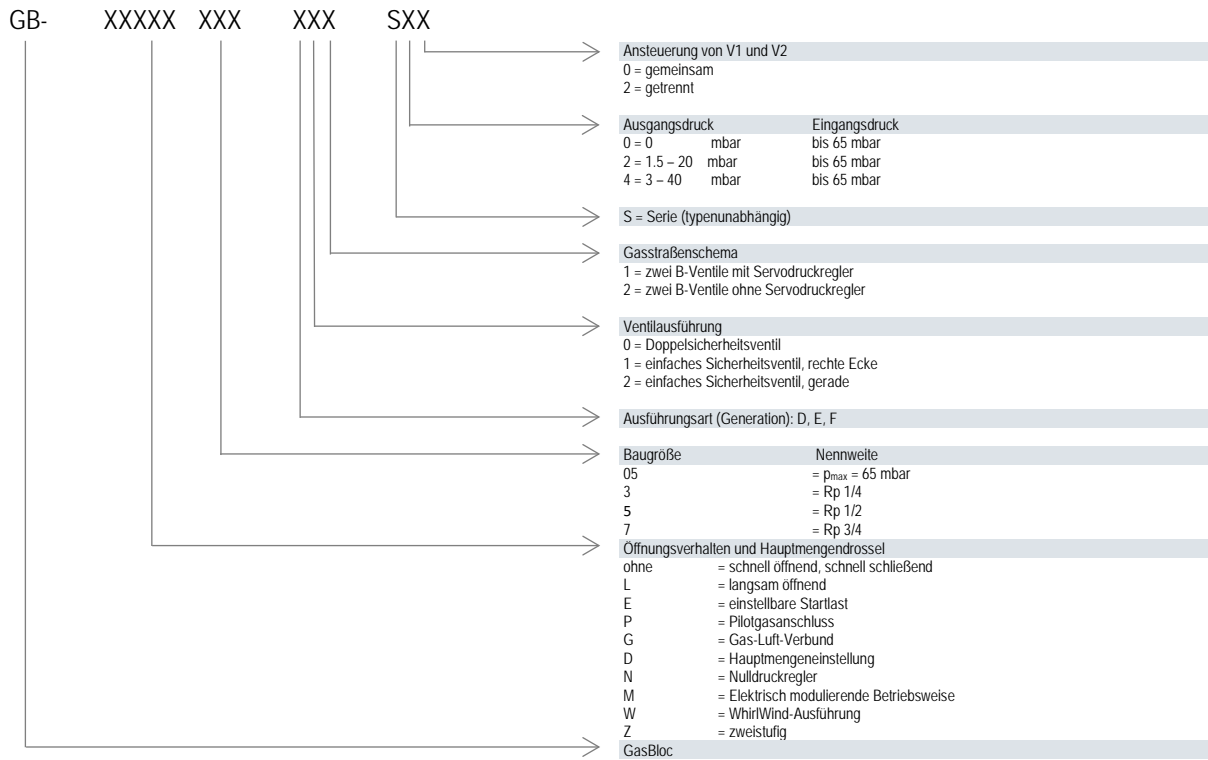 GB- XXXXX XXX XXX SXX
Ansteuerung von V1 und V2
0 = gemeinsam
2 = getrennt
Ausgangsdruck Eingangsdruck
0 = 0 mbar bis 65 mbar
2 = 1.5 – 20 mbar bis 65 mbar
4 = 3 – 40 mbar bis 65 mbar
S = Serie (typenunabhängig)
Gasstraßenschema
1 = zwei B-Ventile mit Servodruckregler
2 = zwei B-Ventile ohne Servodruckregler
Ventilausführung
0 = Doppelsicherheitsventil
1 = einfaches Sicherheitsventil, rechte Ecke
2 = einfaches Sicherheitsventil, gerade
Ausführungsart (Generation): D, E, F
Baugröße Nennweite
05 = pmax = 65 mbar
3 = Rp 1/4
5 = Rp 1/2
7 = Rp 3/4
Öffnungsverhalten und Hauptmengendrossel
ohne = schnell öffnend, schnell schließend
L = langsam öffnend
E = einstellbare Startlast
P = Pilotgasanschluss
G = Gas-Luft-Verbund
D = Hauptmengeneinstellung
N = Nulldruckregler
M = Elektrisch modulierende Betriebsweise
W = WhirlWind-Ausführung
Z = zweistufig
GasBloc